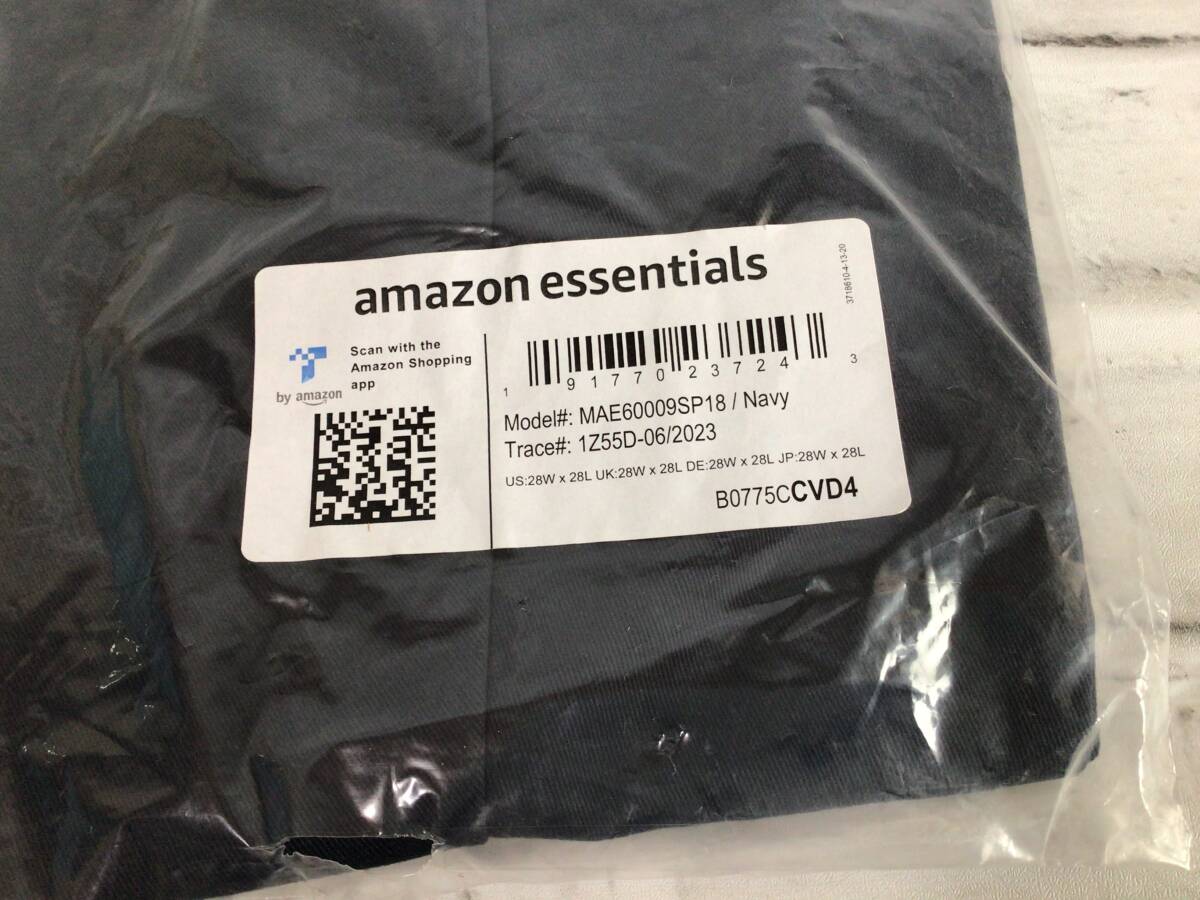 amazon essentials
3718610-4-13-20
Scan with the
Amazon Shopping
app
by amazon
1 91770 23724 3
Model#: MAE60009SP18 / Navy
Trace#: 1Z55D-06/2023
US:28W x 28L UK:28W x 28L DE:28W x 28L JP:28W x 28L
B0775CCVD4